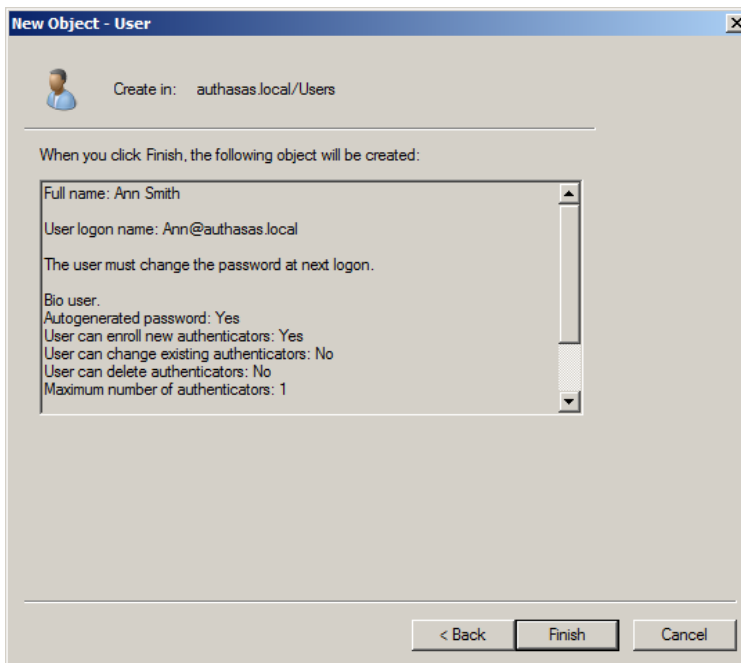 New Object - User
Create in: authasas.local/Users
When you click Finish, the following object will be created:
Full name: Ann Smith
User logon name: Ann@authasas.local
The user must change the password at next logon.
Bio user.
Autogenerated password: Yes
User can enroll new authenticators: Yes
User can change existing authenticators: No
User can delete authenticators: No
Maximum number of authenticators: 1
< Back Finish Cancel